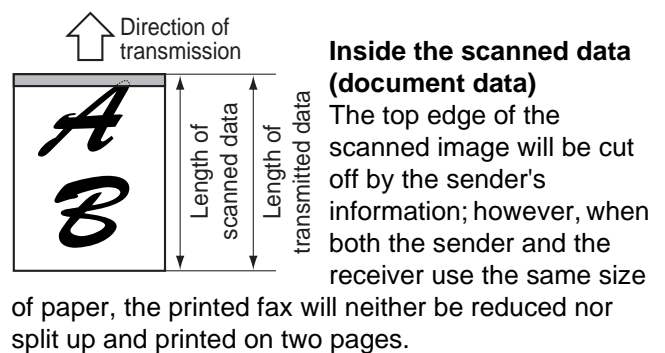 Direction of
transmission
A
B
Length of
scanned data
Length of
transmitted data
Inside the scanned data
(document data)
The top edge of the
scanned image will be cut
off by the sender's
information; however, when
both the sender and the
receiver use the same size
of paper, the printed fax will neither be reduced nor
split up and printed on two pages.